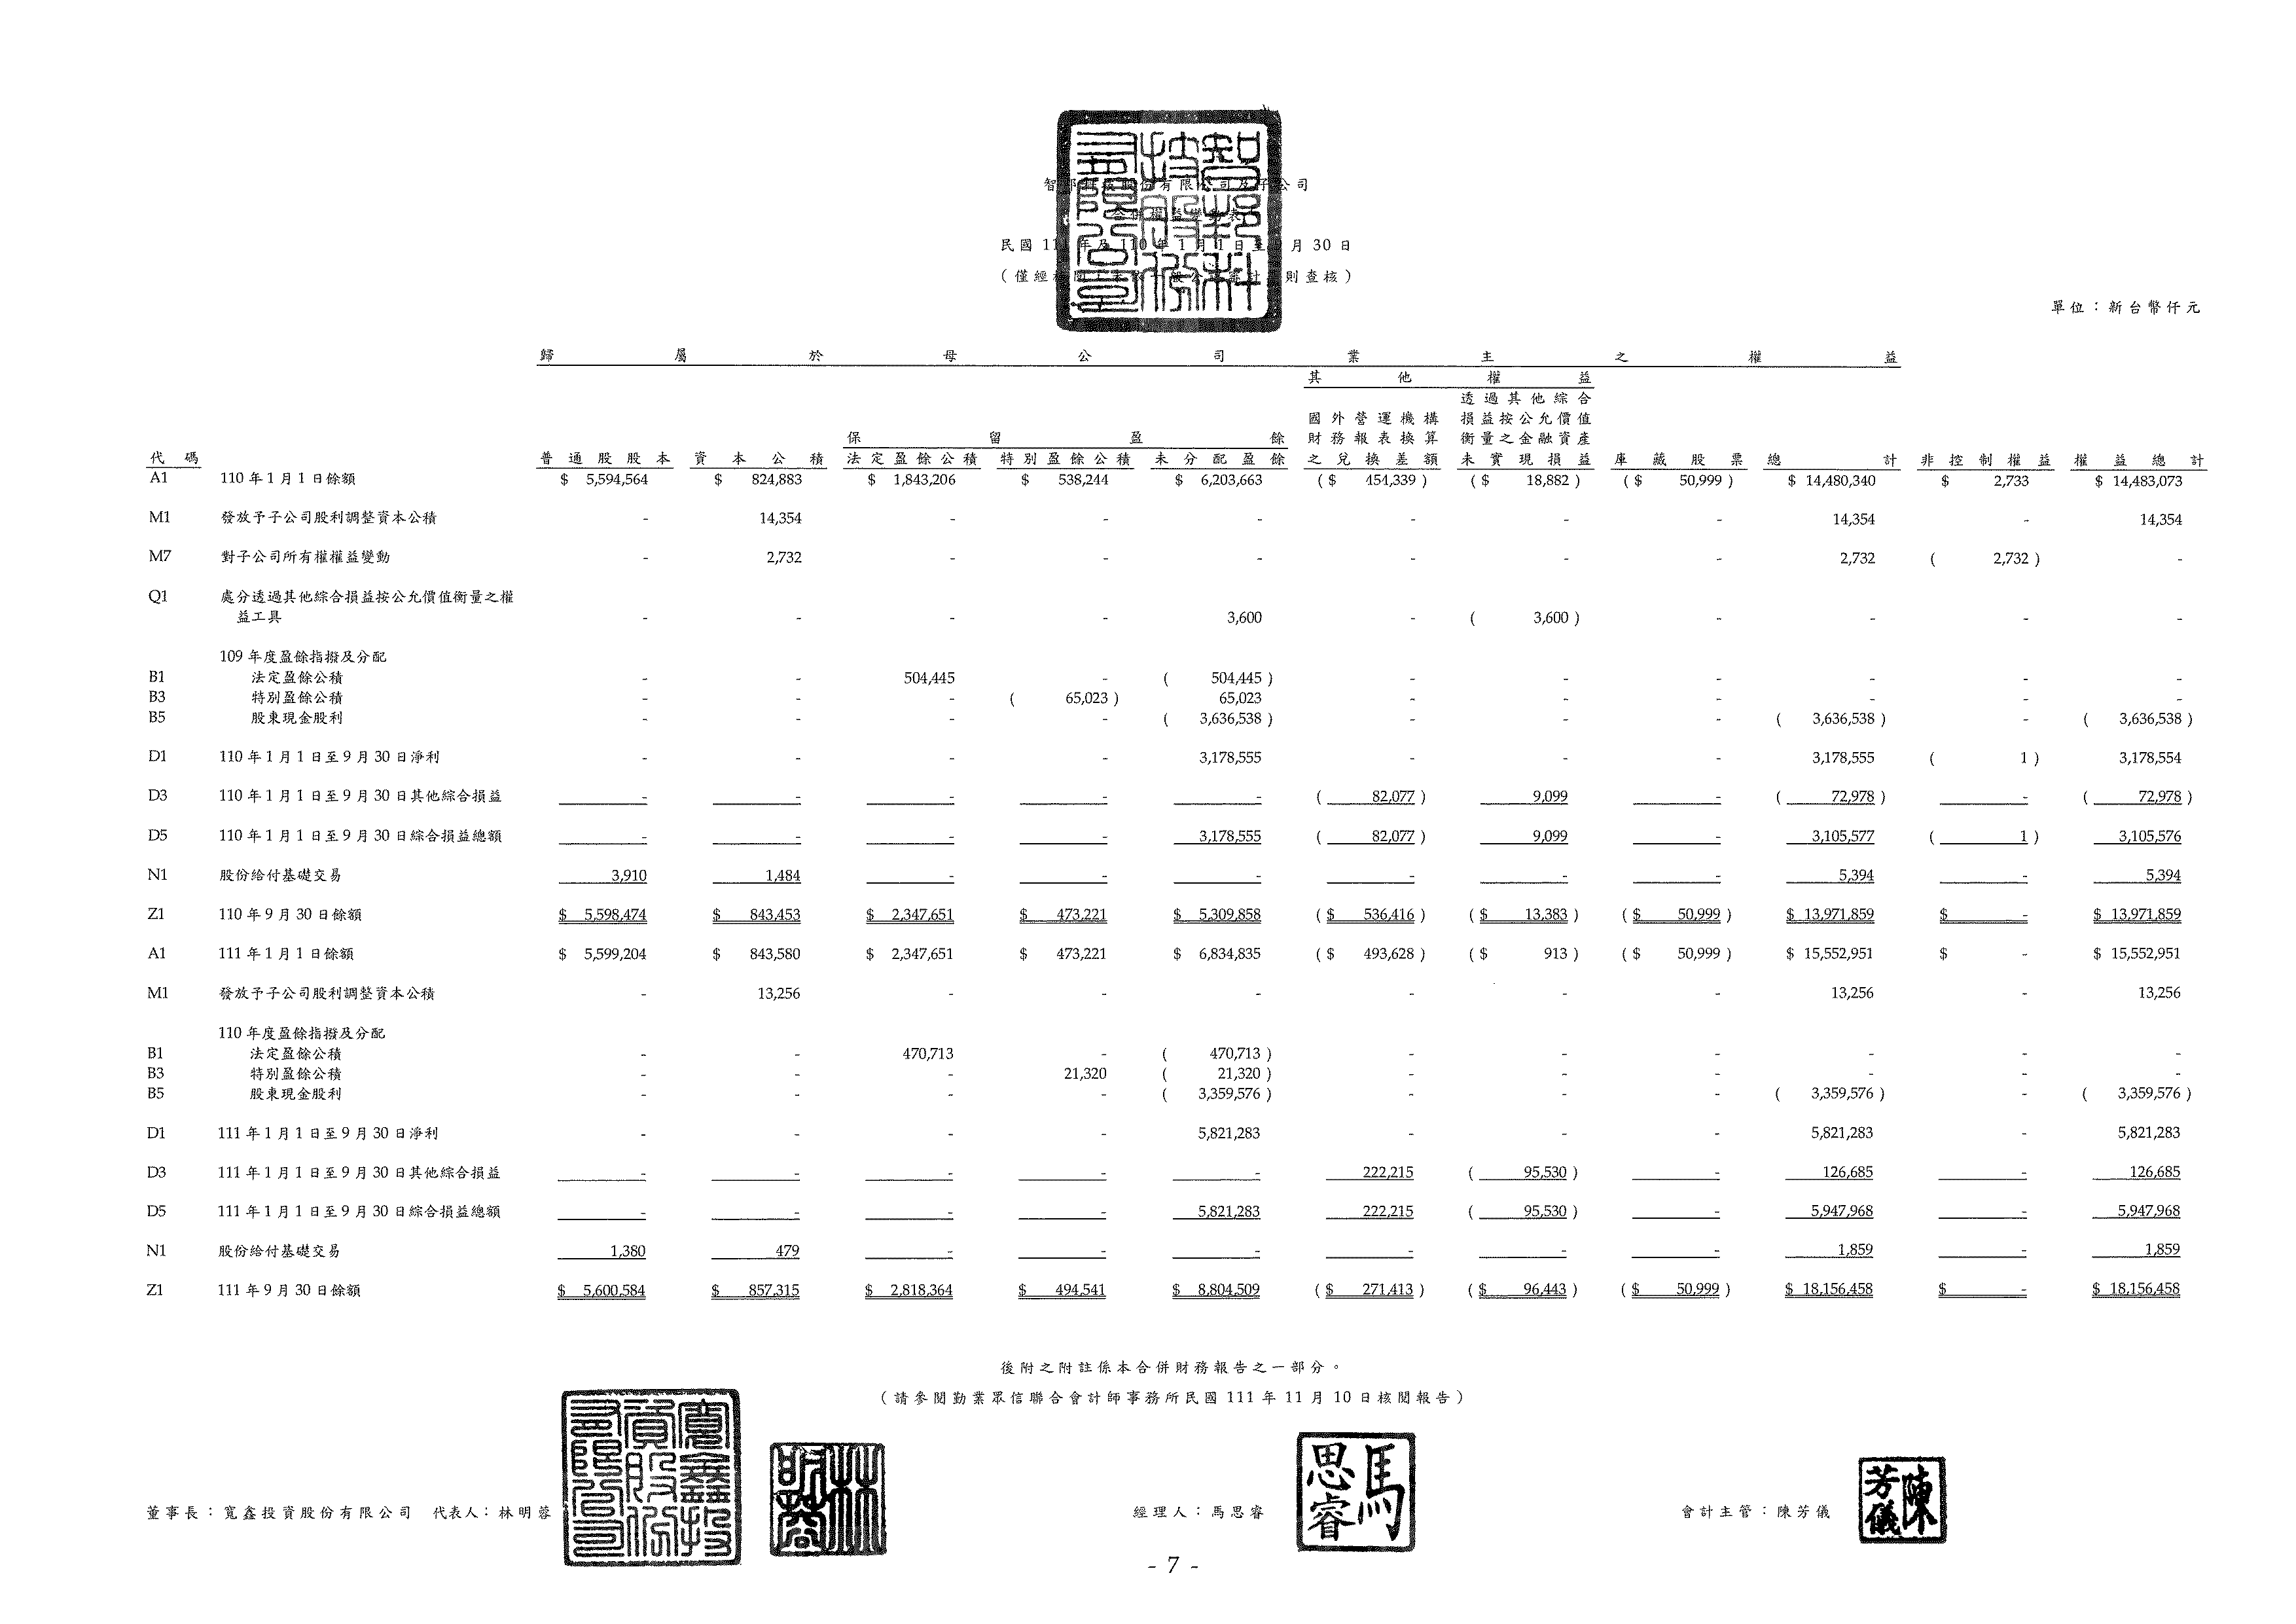 智邦科技股份有限公司及子公司
合併權益變動表
民國 111 年及 110 年 1 月 1 日至 9 月 30 日
(僅經核閱,未依一般公認審計準則查核)
單位:新台幣仟元
歸屬於母公司業主之權益
其他權益
透過其他綜合
國外營運機構 損益按公允價值
保留盈餘 財務報表換算 衡量之金融資產
代碼 普通股股本 資本公積 法定盈餘公積 特別盈餘公積 未分配盈餘 之兌換差額 未實現損益 庫藏股票 總計 非控制權益 權益總計
A1 110 年 1 月 1 日餘額 $ 5,594,564 $ 824,883 $ 1,843,206 $ 538,244 $ 6,203,663 ($ 454,339) ($ 18,882) ($ 50,999) $ 14,480,340 $ 2,733 $ 14,483,073
M1 發放予子公司股利調整資本公積 - 14,354 - - - - - - 14,354 - 14,354
M7 對子公司所有權權益變動 - 2,732 - - - - - - 2,732 ( 2,732) -
Q1 處分透過其他綜合損益按公允價值衡量之權
益工具 - - - - 3,600 - ( 3,600) - - - -
109 年度盈餘指撥及分配
B1 法定盈餘公積 - - 504,445 - ( 504,445) - - - - - -
B3 特別盈餘公積 - - - ( 65,023) 65,023 - - - - - -
B5 股東現金股利 - - - - ( 3,636,538) - - - ( 3,636,538) - ( 3,636,538)
D1 110 年 1 月 1 日至 9 月 30 日淨利 - - - - 3,178,555 - - - 3,178,555 ( 1) 3,178,554
D3 110 年 1 月 1 日至 9 月 30 日其他綜合損益 - - - - - ( 82,077) 9,099 - ( 72,978) - ( 72,978)
D5 110 年 1 月 1 日至 9 月 30 日綜合損益總額 - - - - 3,178,555 ( 82,077) 9,099 - 3,105,577 ( 1) 3,105,576
N1 股份給付基礎交易 3,910 1,484 - - - - - - 5,394 - 5,394
Z1 110 年 9 月 30 日餘額 $ 5,598,474 $ 843,453 $ 2,347,651 $ 473,221 $ 5,309,858 ($ 536,416) ($ 13,383) ($ 50,999) $ 13,971,859 $ - $ 13,971,859
A1 111 年 1 月 1 日餘額 $ 5,599,204 $ 843,580 $ 2,347,651 $ 473,221 $ 6,834,835 ($ 493,628) ($ 913) ($ 50,999) $ 15,552,951 $ - $ 15,552,951
M1 發放予子公司股利調整資本公積 - 13,256 - - - - - - 13,256 - 13,256
110 年度盈餘指撥及分配
B1 法定盈餘公積 - - 470,713 - ( 470,713) - - - - - -
B3 特別盈餘公積 - - - 21,320 ( 21,320) - - - - - -
B5 股東現金股利 - - - - ( 3,359,576) - - - ( 3,359,576) - ( 3,359,576)
D1 111 年 1 月 1 日至 9 月 30 日淨利 - - - - 5,821,283 - - - 5,821,283 - 5,821,283
D3 111 年 1 月 1 日至 9 月 30 日其他綜合損益 - - - - - 222,215 ( 95,530) - 126,685 - 126,685
D5 111 年 1 月 1 日至 9 月 30 日綜合損益總額 - - - - 5,821,283 222,215 ( 95,530) - 5,947,968 - 5,947,968
N1 股份給付基礎交易 1,380 479 - - - - - - 1,859 - 1,859
Z1 111 年 9 月 30 日餘額 $ 5,600,584 $ 857,315 $ 2,818,364 $ 494,541 $ 8,804,509 ($ 271,413) ($ 96,443) ($ 50,999) $ 18,156,458 $ - $ 18,156,458
後附之附註係本合併財務報告之一部分。
(請參閱勤業眾信聯合會計師事務所民國 111 年 11 月 10 日核閱報告)
董事長:寬鑫投資股份有限公司 代表人:林明蓉 經理人:馬思睿 馬思睿 會計主管:陳芳儀 陳芳儀
- 7 -